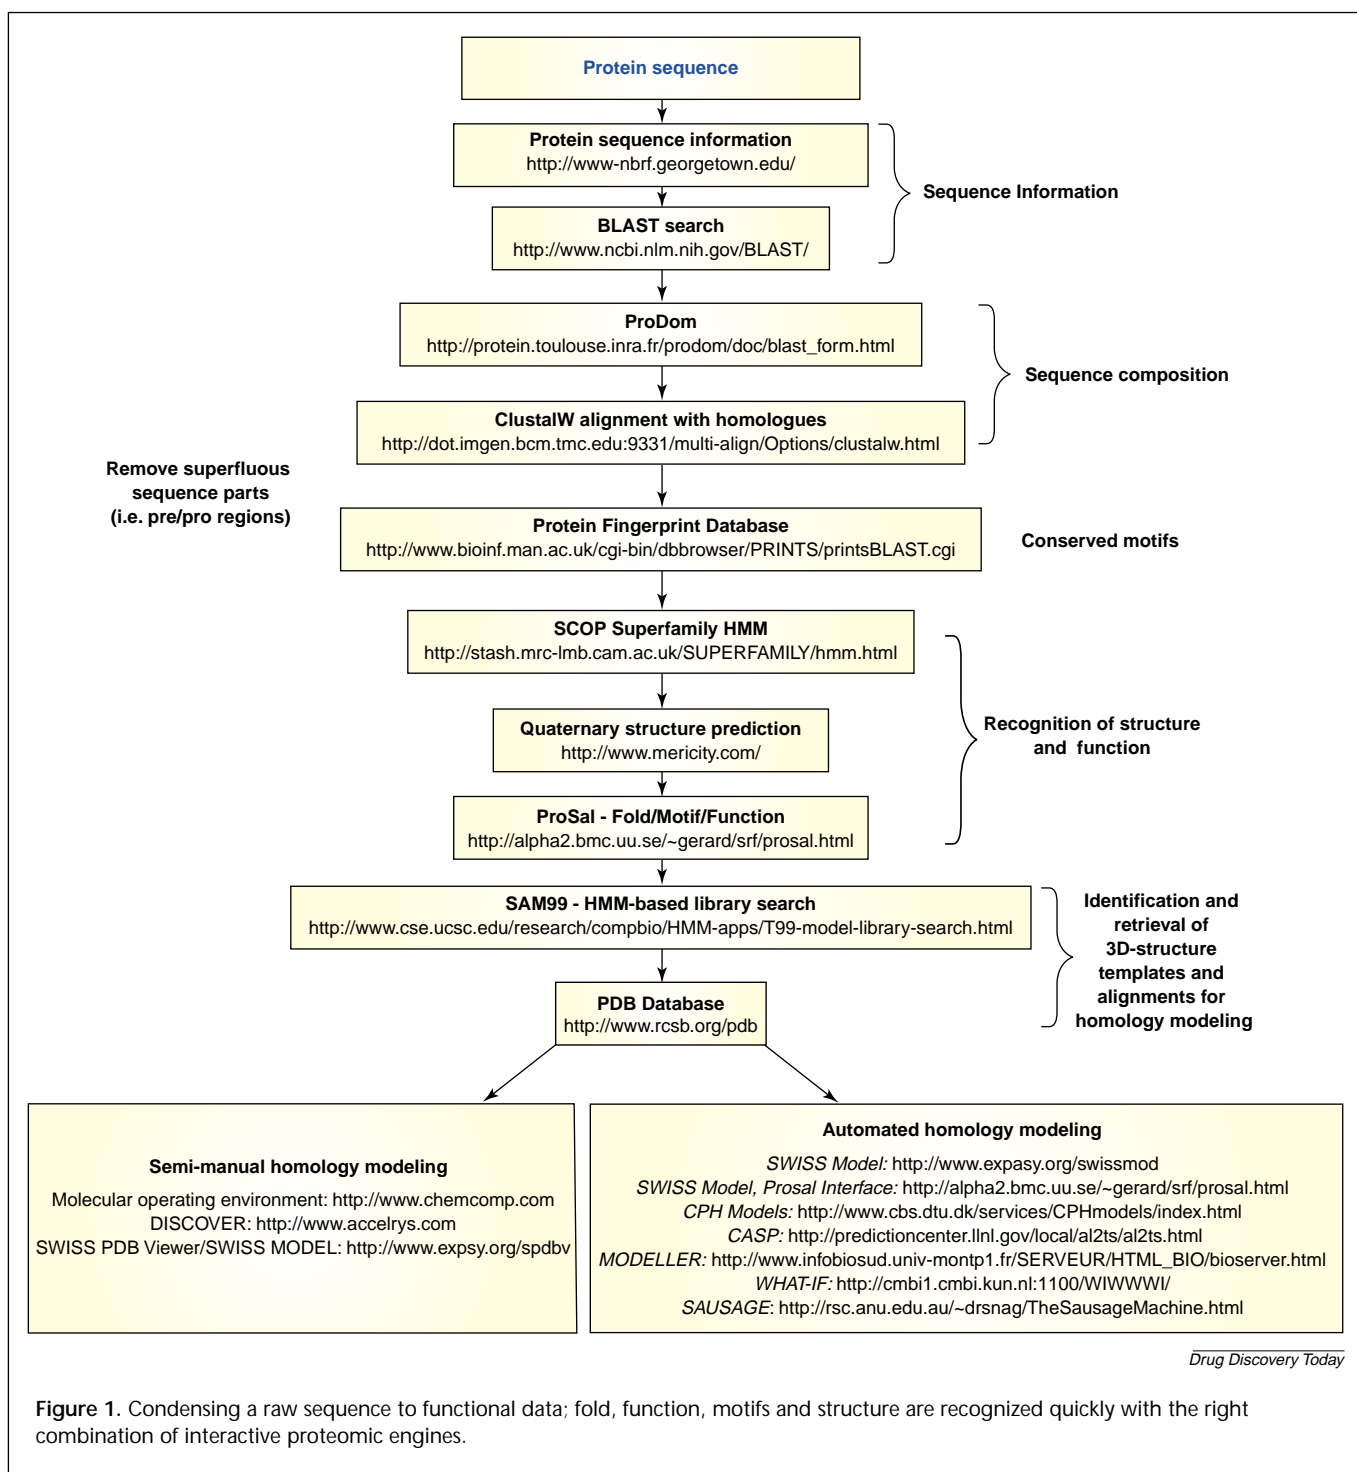 Protein sequence
Protein sequence information
http://www-nbrf.georgetown.edu/
Sequence Information
BLAST search
http://www.ncbi.nlm.nih.gov/BLAST/
ProDom
http://protein.toulouse.inra.fr/prodom/doc/blast_form.html
Sequence composition
ClustalW alignment with homologues
http://dot.imgen.bcm.tmc.edu:9331/multi-align/Options/clustalw.html
Remove superfluous
sequence parts
(i.e. pre/pro regions)
Protein Fingerprint Database
http://www.bioinf.man.ac.uk/cgi-bin/dbbrowser/PRINTS/printsBLAST.cgi
Conserved motifs
SCOP Superfamily HMM
http://stash.mrc-lmb.cam.ac.uk/SUPERFAMILY/hmm.html
Quaternary structure prediction
http://www.mericity.com/
Recognition of structure
and function
ProSal - Fold/Motif/Function
http://alpha2.bmc.uu.se/~gerard/srf/prosal.html
SAM99 - HMM-based library search
http://www.cse.ucsc.edu/research/compbio/HMM-apps/T99-model-library-search.html
Identification and
retrieval of
3D-structure
templates and
alignments for
homology modeling
PDB Database
http://www.rcsb.org/pdb
Semi-manual homology modeling
Molecular operating environment: http://www.chemcomp.com
DISCOVER: http://www.accelrys.com
SWISS PDB Viewer/SWISS MODEL: http://www.expsy.org/spdbv
Automated homology modeling
SWISS Model: http://www.expasy.org/swissmod
SWISS Model, Prosal Interface: http://alpha2.bmc.uu.se/~gerard/srf/prosal.html
CPH Models: http://www.cbs.dtu.dk/services/CPHmodels/index.html
CASP: http://predictioncenter.llnl.gov/local/al2ts/al2ts.html
MODELLER: http://www.infobiosud.univ-montp1.fr/SERVEUR/HTML_BIO/bioserver.html
WHAT-IF: http://cmbi1.cmbi.kun.nl:1100/WIWWWI/
SAUSAGE: http://rsc.anu.edu.au/~drsnag/TheSausageMachine.html
Drug Discovery Today
Figure 1. Condensing a raw sequence to functional data; fold, function, motifs and structure are recognized quickly with the right
combination of interactive proteomic engines.